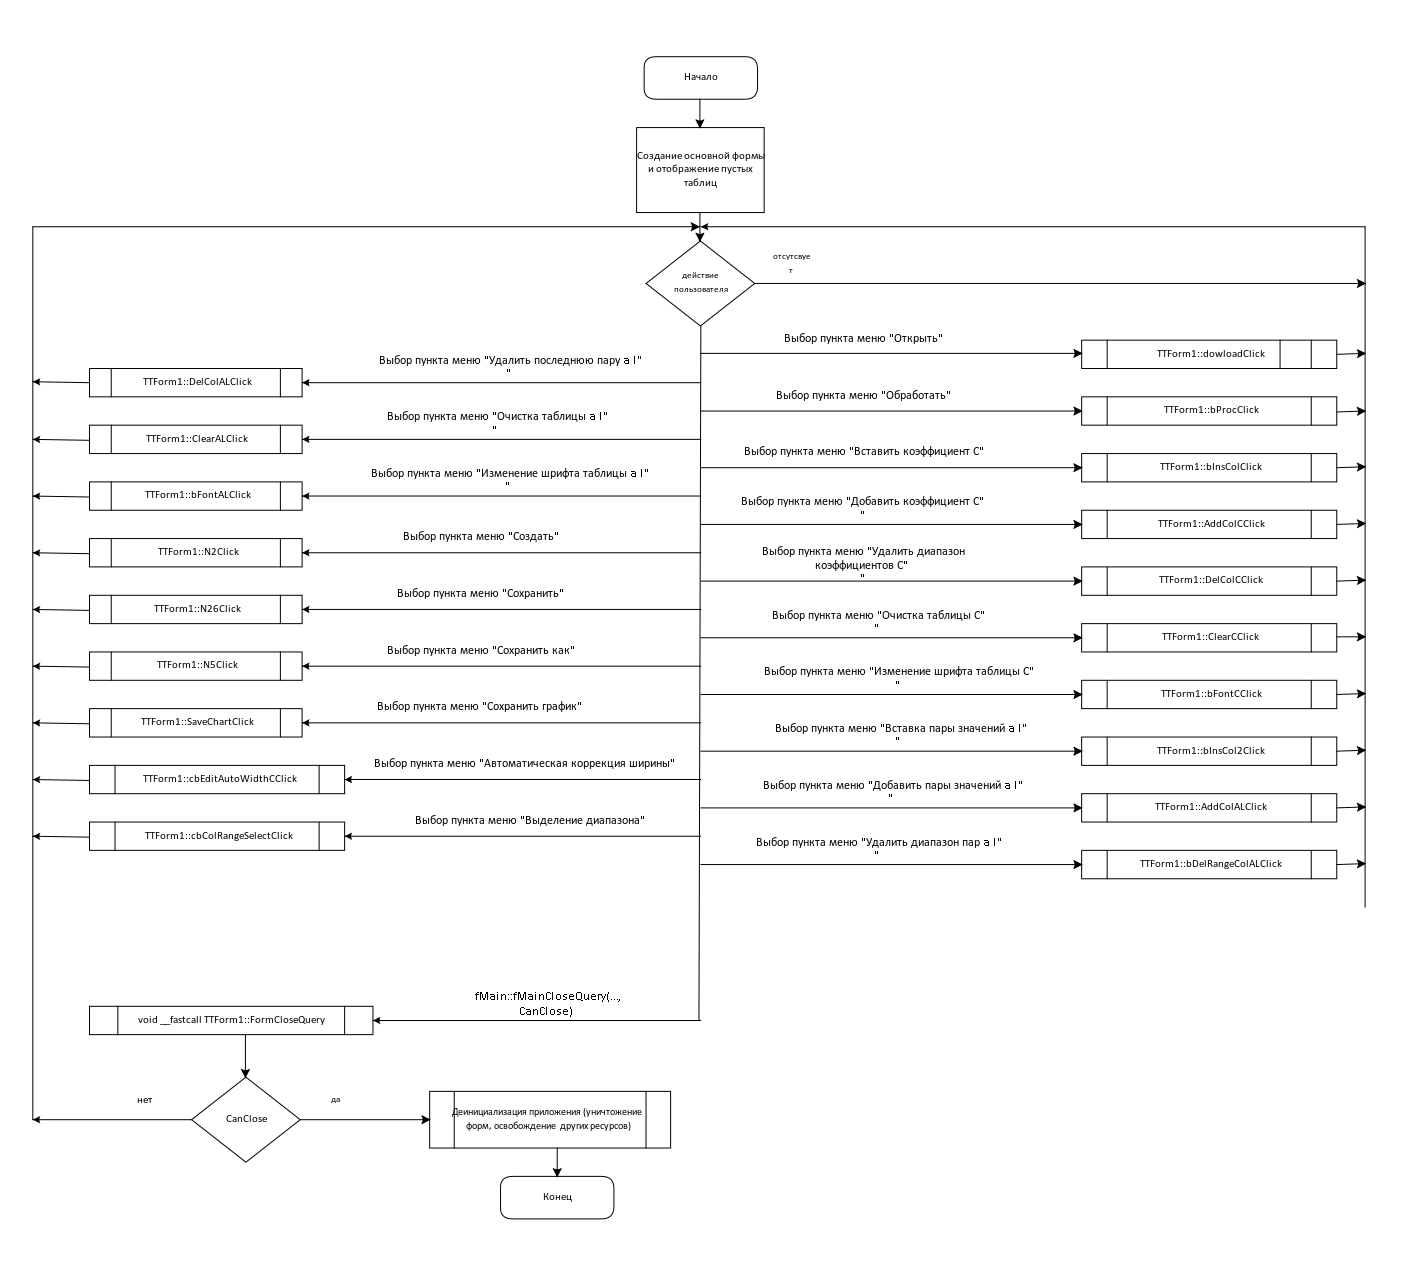 Начало
Создание основной формы
и отображение пустых
таблиц
действие
пользователя
отсутсвуе
т
Выбор пункта меню "Открыть"
TTForm1::dowloadClick
Выбор пункта меню "Удалить последнюю пару a l"
"
TTForm1::DelColALClick
Выбор пункта меню "Обработать"
TTForm1::bProcClick
Выбор пункта меню "Очистка таблицы a l"
"
TTForm1::ClearALClick
Выбор пункта меню "Вставить коэффициент C"
TTForm1::bInsColClick
Выбор пункта меню "Изменение шрифта таблицы a l"
"
TTForm1::bFontALClick
Выбор пункта меню "Добавить коэффициент C"
"
TTForm1::AddColCClick
Выбор пункта меню "Создать"
TTForm1::N2Click
Выбор пункта меню "Удалить диапазон
коэффициентов C"
"
TTForm1::DelColCClick
Выбор пункта меню "Сохранить"
TTForm1::N26Click
Выбор пункта меню "Очистка таблицы C"
"
TTForm1::ClearCClick
Выбор пункта меню "Сохранить как"
TTForm1::N5Click
Выбор пункта меню "Изменение шрифта таблицы C"
"
TTForm1::bFontCClick
Выбор пункта меню "Сохранить график"
TTForm1::SaveChartClick
Выбор пункта меню "Вставка пары значений a l"
"
TTForm1::bInsCol2Click
Выбор пункта меню "Автоматическая коррекция ширины"
TTForm1::cbEditAutoWidthCClick
Выбор пункта меню "Добавить пары значений a l"
"
TTForm1::AddColALClick
Выбор пункта меню "Выделение диапазона"
TTForm1::cbColRangeSelectClick
Выбор пункта меню "Удалить диапазон пар a l"
"
TTForm1::bDelRangeColALClick
fMain::fMainCloseQuery(...,
CanClose)
void __fastcall TTForm1::FormCloseQuery
нет
CanClose
да
Деинициализация приложения (уничтожение
форм, освобождение других ресурсов)
Конец